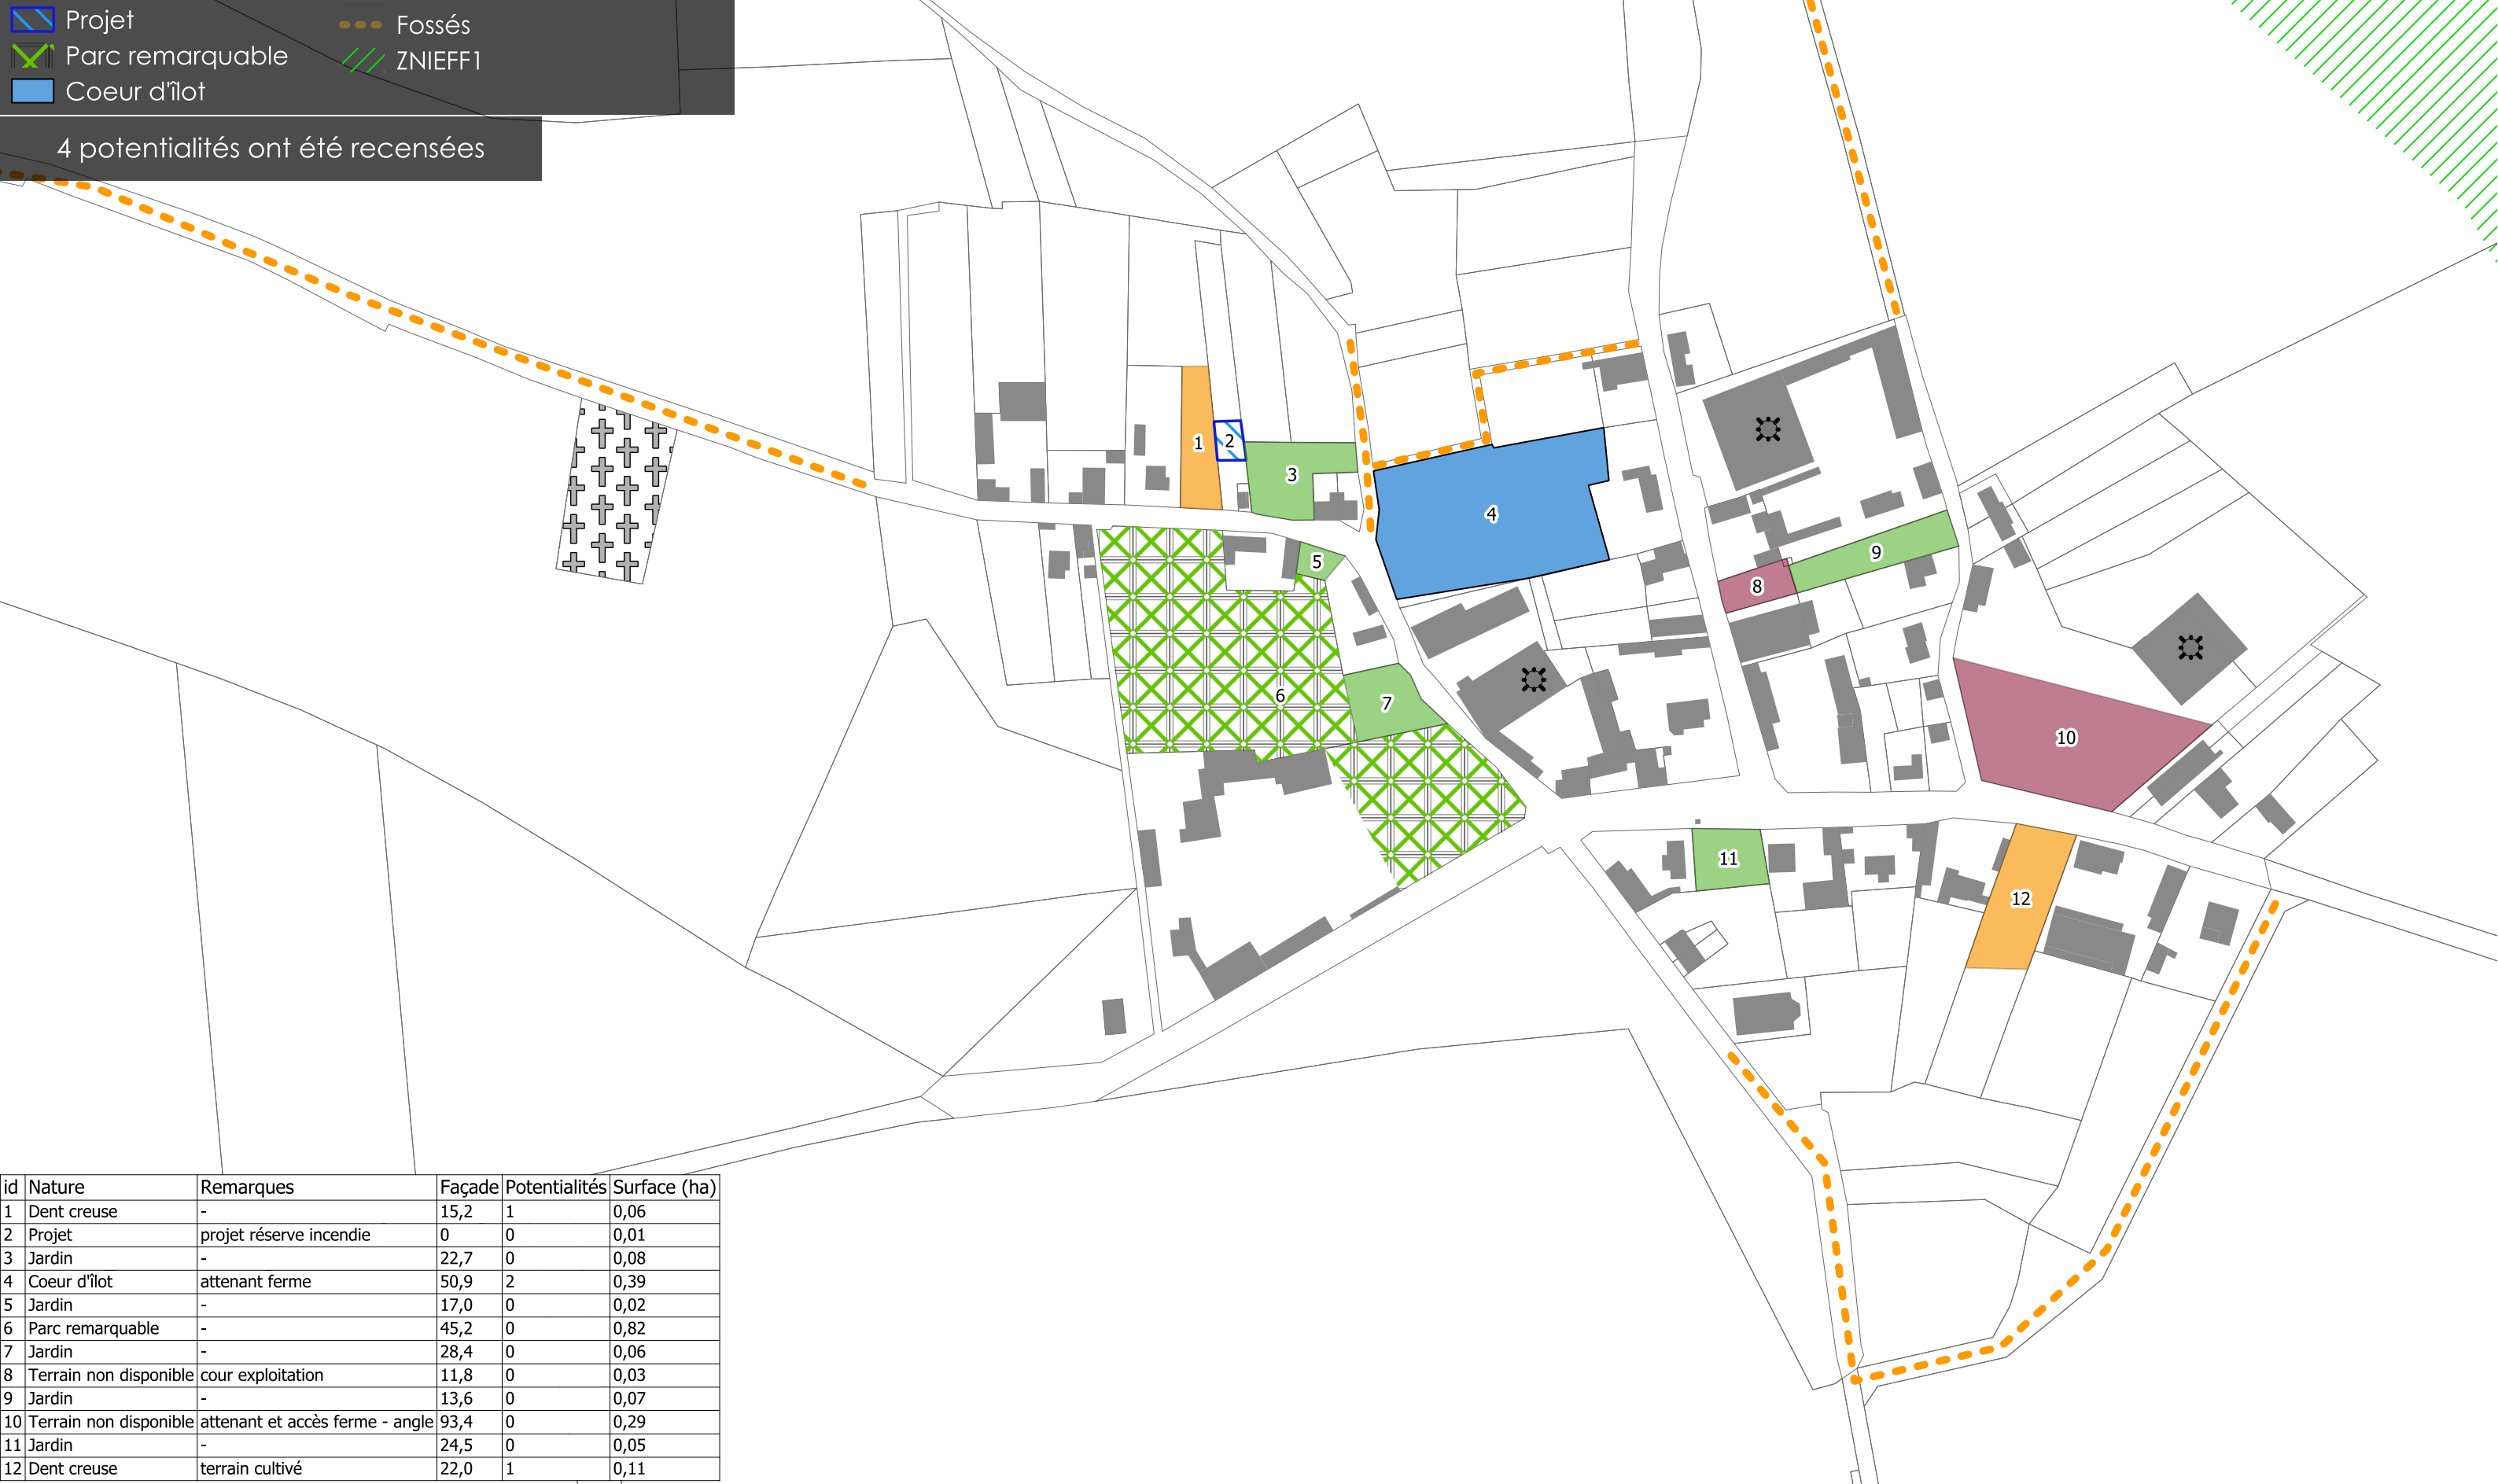 Projet
Parc remarquable
Coeur d'îlot
Fossés
ZNIEFF1
4 potentialités ont été recensées
1
2
3
4
5
6
7
8
9
10
11
12
id Nature Remarques Façade Potentialités Surface (ha)
1 Dent creuse - 15,2 1 0,06
2 Projet projet réserve incendie 0 0 0,01
3 Jardin - 22,7 0 0,08
4 Coeur d'îlot attenant ferme 50,9 2 0,39
5 Jardin - 17,0 0 0,02
6 Parc remarquable - 45,2 0 0,82
7 Jardin - 28,4 0 0,06
8 Terrain non disponible cour exploitation 11,8 0 0,03
9 Jardin - 13,6 0 0,07
10 Terrain non disponible attenant et accès ferme - angle 93,4 0 0,29
11 Jardin - 24,5 0 0,05
12 Dent creuse terrain cultivé 22,0 1 0,11